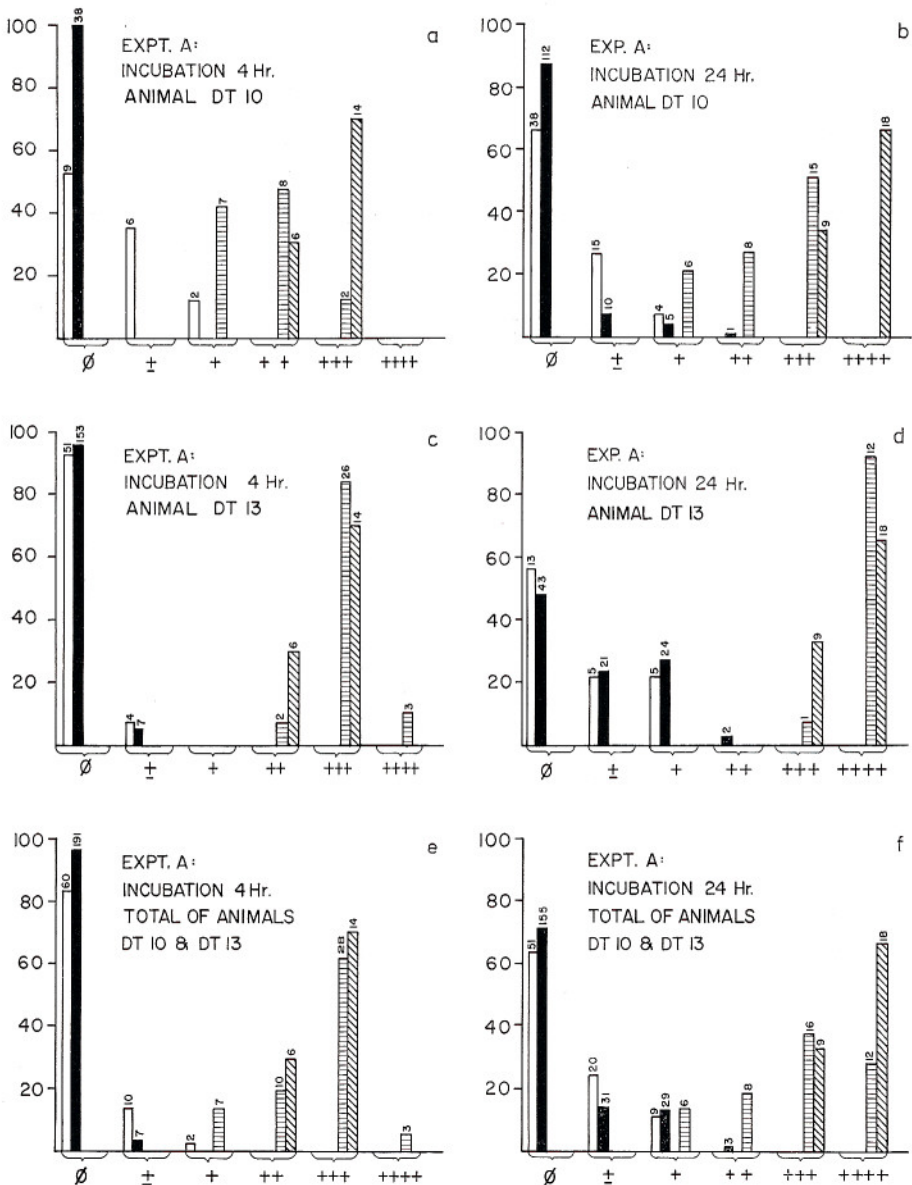 a
EXPT. A:
INCUBATION 4 Hr.
ANIMAL DT 10
100
80
60
40
20
9 38 6 2 7 8 6 2 14
Ø ± + ++ +++ ++++
b
EXP. A:
INCUBATION 24 Hr.
ANIMAL DT 10
100
80
60
40
20
38 112 15 10 4 5 6 1 8 15 9 18
Ø ± + ++ +++ ++++
c
EXPT. A:
INCUBATION 4 Hr.
ANIMAL DT 13
100
80
60
40
20
51 153 4 7 2 6 26 14 3
Ø ± + ++ +++ ++++
d
EXP. A:
INCUBATION 24 Hr.
ANIMAL DT 13
100
80
60
40
20
13 43 5 21 5 24 2 1 9 12 18
Ø ± + ++ +++ ++++
e
EXPT. A:
INCUBATION 4 Hr.
TOTAL OF ANIMALS
DT 10 & DT 13
100
80
60
40
20
60 191 10 7 2 7 10 6 28 14 3
Ø ± + ++ +++ ++++
f
EXPT. A:
INCUBATION 24 Hr.
TOTAL OF ANIMALS
DT 10 & DT 13
100
80
60
40
20
51 155 20 31 9 29 6 3 8 16 9 12 18
Ø ± + ++ +++ ++++